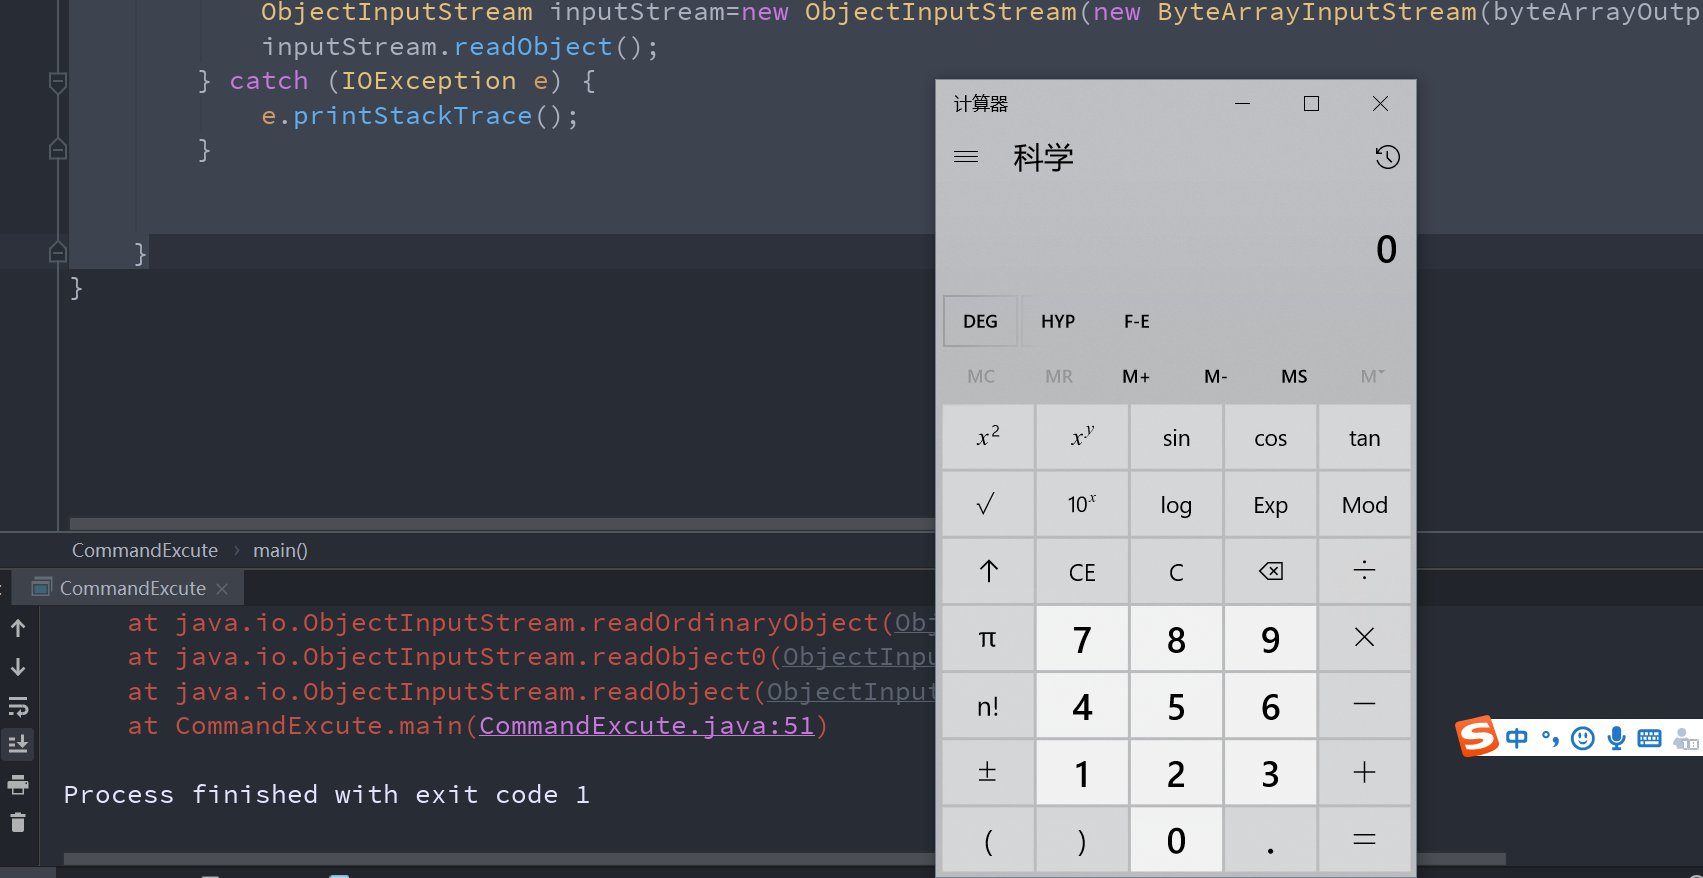 ObjectInputStream inputStream=new ObjectInputStream(new ByteArrayInputStream(byteArrayOutp
inputStream.readObject();
} catch (IOException e) {
e.printStackTrace();
}
}
}
计算器
科学
0
DEG HYP F-E
MC MR M+ M- MS M
x² xʸ sin cos tan
√ 10ˣ log Exp Mod
↑ CE C ÷
π 7 8 9 ×
n! 4 5 6 −
± 1 2 3 +
( ) 0 . =
CommandExcute › main()
CommandExcute ×
at java.io.ObjectInputStream.readOrdinaryObject(Obj
at java.io.ObjectInputStream.readObject0(ObjectInpu
at java.io.ObjectInputStream.readObject(ObjectInput
at CommandExcute.main(CommandExcute.java:51)
Process finished with exit code 1
S 中 °,